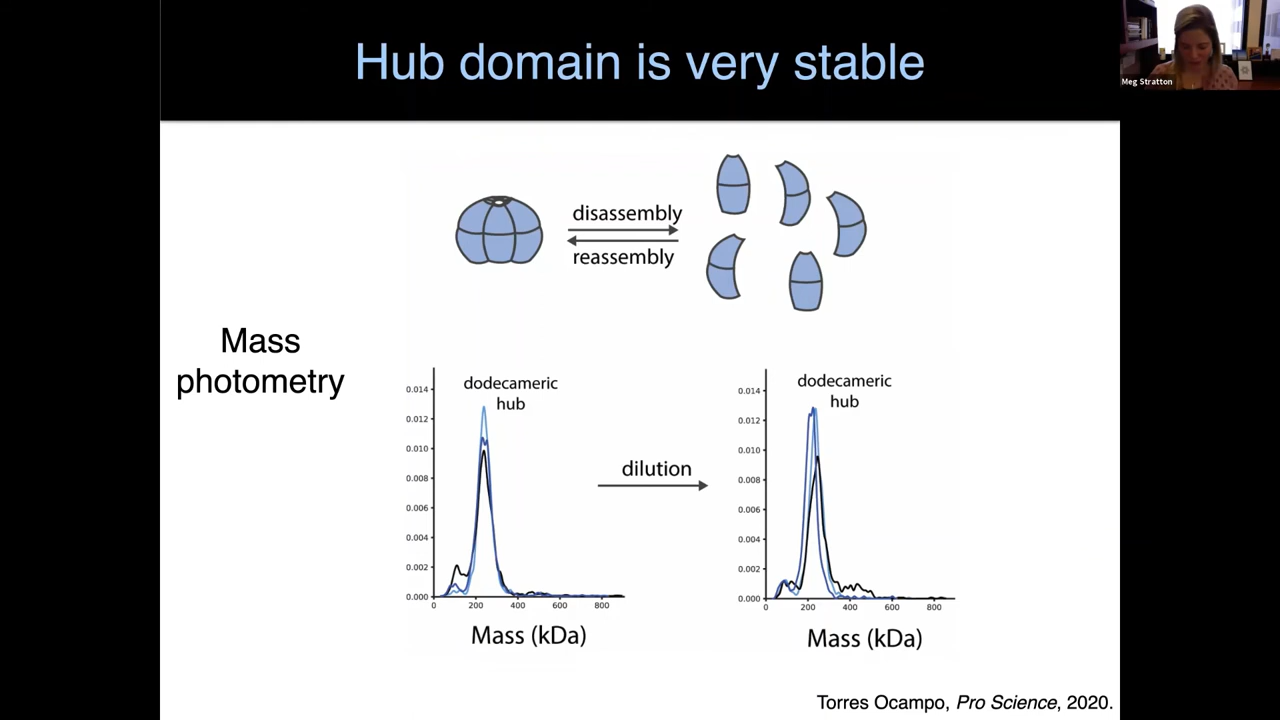 Hub domain is very stable
Meg Stratton
disassembly
reassembly
Mass
photometry
dodecameric
hub
0.014
0.012
0.010
0.008
0.006
0.004
0.002
0.000
0
200
400
600
800
Mass (kDa)
dilution
dodecameric
hub
0.014
0.012
0.010
0.008
0.006
0.004
0.002
0.000
0
200
400
600
800
Mass (kDa)
Torres Ocampo, Pro Science, 2020.